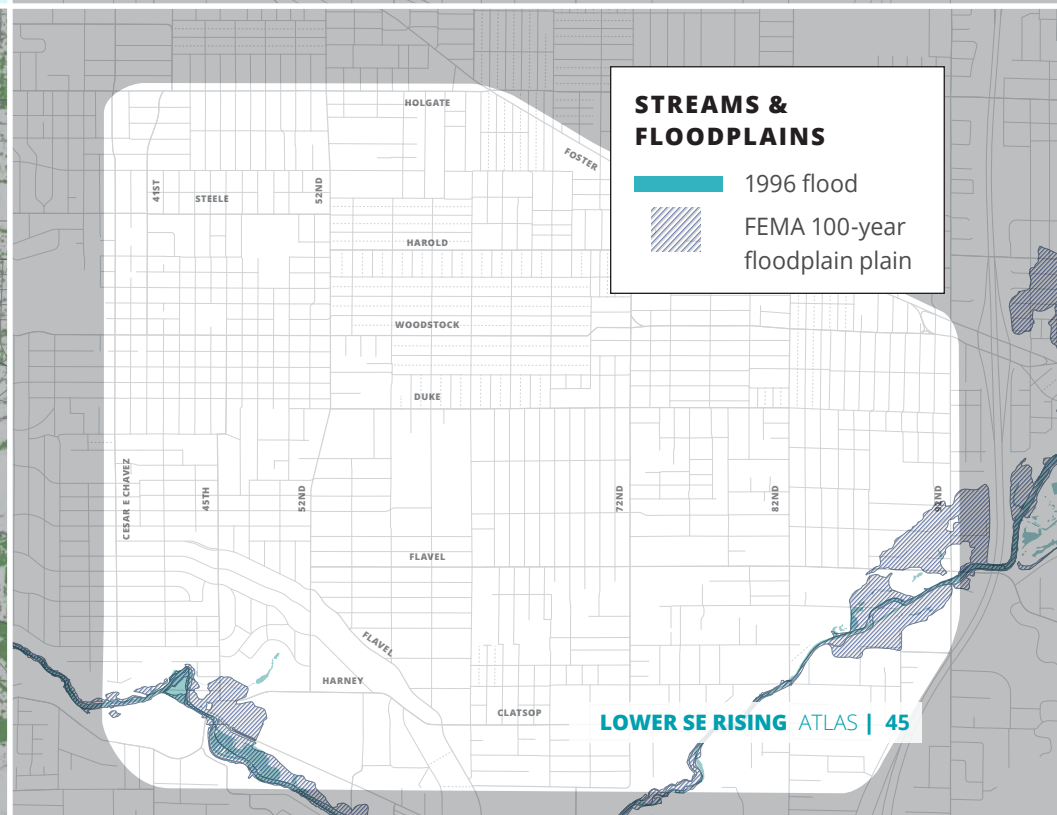 STREAMS &
FLOODPLAINS
1996 flood
FEMA 100-year
floodplain plain
HOLGATE
FOSTER
41ST
STEELE
52ND
HAROLD
WOODSTOCK
DUKE
CESAR E CHAVEZ
45TH
52ND
72ND
82ND
92ND
FLAVEL
FLAVEL
HARNEY
CLATSOP
LOWER SE RISING ATLAS | 45